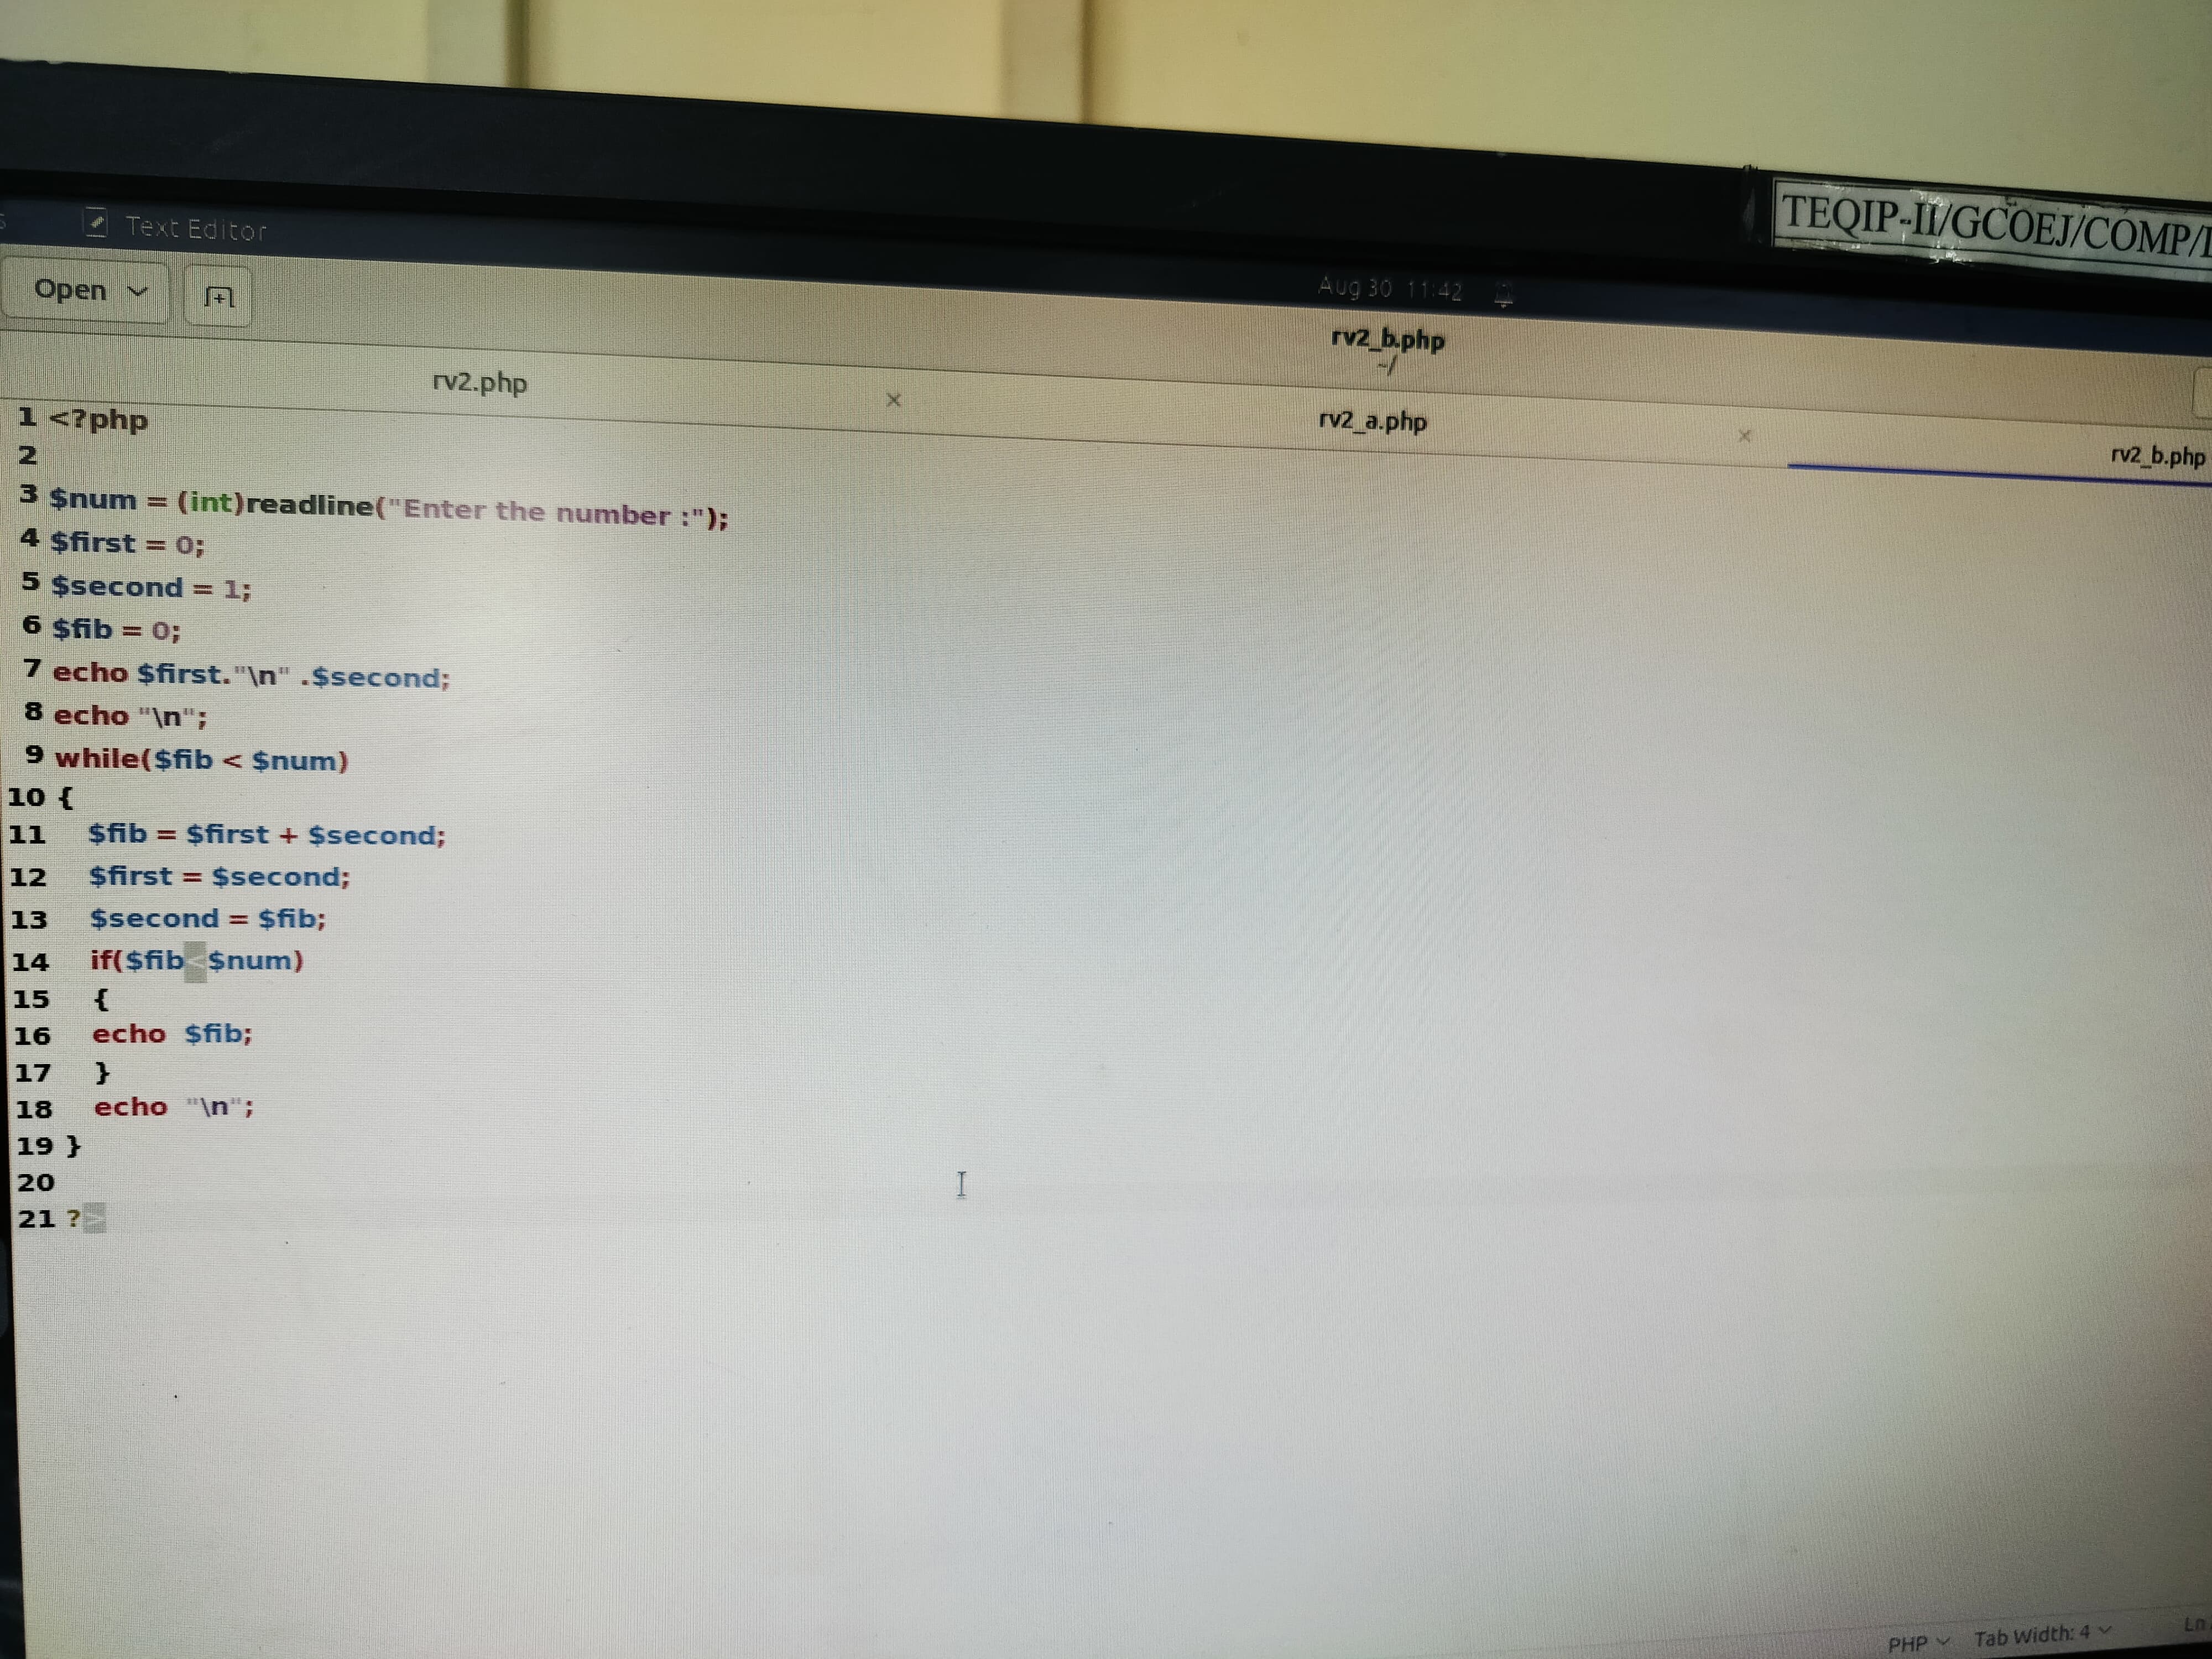 TEQIP-II/GCOEJ/COMP/
Text Editor
Aug 30 11:42
Open
rv2_b.php
~/
rv2.php
rv2_a.php
rv2_b.php
1 <?php
2
3 $num = (int)readline("Enter the number :");
4 $first = 0;
5 $second = 1;
6 $fib = 0;
7 echo $first."\n" .$second;
8 echo "\n";
9 while($fib < $num)
10 {
11 $fib = $first + $second;
12 $first = $second;
13 $second = $fib;
14 if($fib<$num)
15 {
16 echo $fib;
17 }
18 echo "\n";
19 }
20
21 ?>
PHP Tab Width: 4 Ln